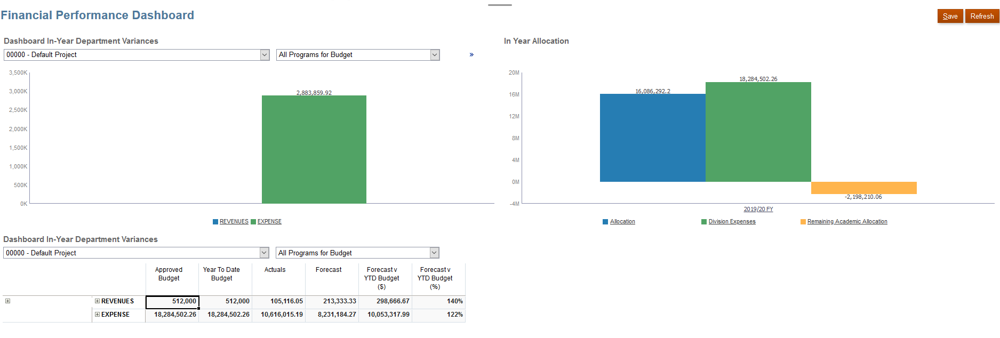 Financial Performance Dashboard
Save Refresh
Dashboard In-Year Department Variances
00000 - Default Project All Programs for Budget »
3,500K
3,000K
2,500K
2,000K
1,500K
1,000K
500K
0K
2,883,859.92
REVENUES EXPENSE
In Year Allocation
20M
16M
12M
8M
4M
0M
-4M
16,086,292.2
18,284,502.26
-2,198,210.06
2019/20 FY
Allocation Division Expenses Remaining Academic Allocation
Dashboard In-Year Department Variances
00000 - Default Project All Programs for Budget
Approved Budget Year To Date Budget Actuals Forecast Forecast v YTD Budget ($) Forecast v YTD Budget (%)
REVENUES 512,000 512,000 105,116.05 213,333.33 298,666.67 140%
EXPENSE 18,284,502.26 18,284,502.26 10,616,015.19 8,231,184.27 10,053,317.99 122%